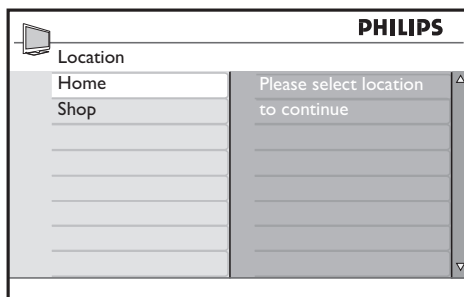 PHILIPS
Location
Home
Please select location
Shop
to continue